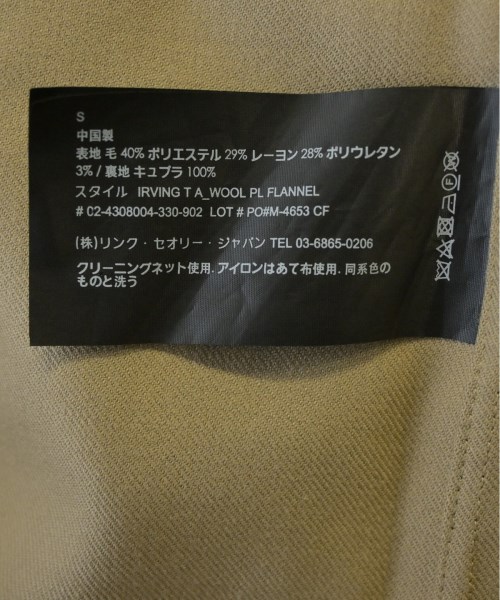 S
中国製
表地 毛 40% ポリエステル 29% レーヨン 28% ポリウレタン
3% / 裏地 キュプラ 100%
スタイル IRVING T A_WOOL PL FLANNEL
# 02-4308004-330-902 LOT # PO#M-4653 CF
(株)リンク・セオリー・ジャパン TEL 03-6865-0206
クリーニングネット使用. アイロンはあて布使用. 同系色の
ものと洗う